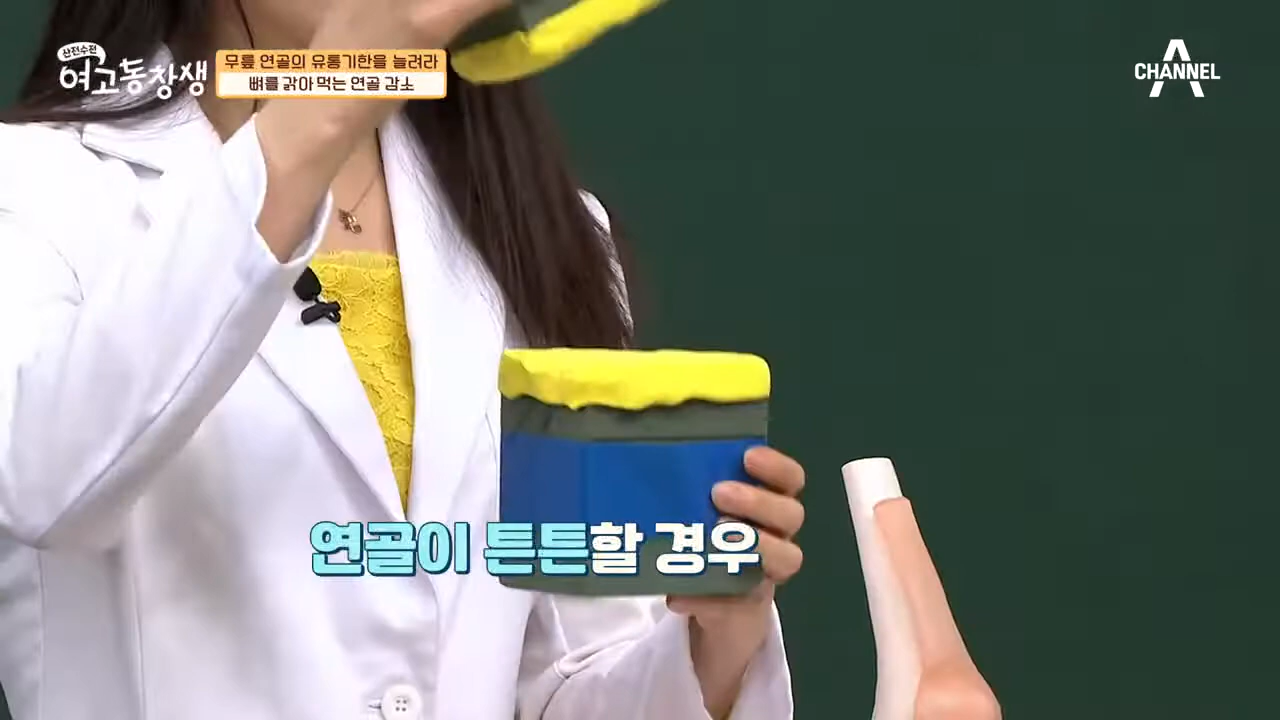 산전수전
여고동창생
무릎 연골의 유통기한을 늘려라
뼈를 갉아 먹는 연골 감소
CHANNEL A
연골이 튼튼할 경우